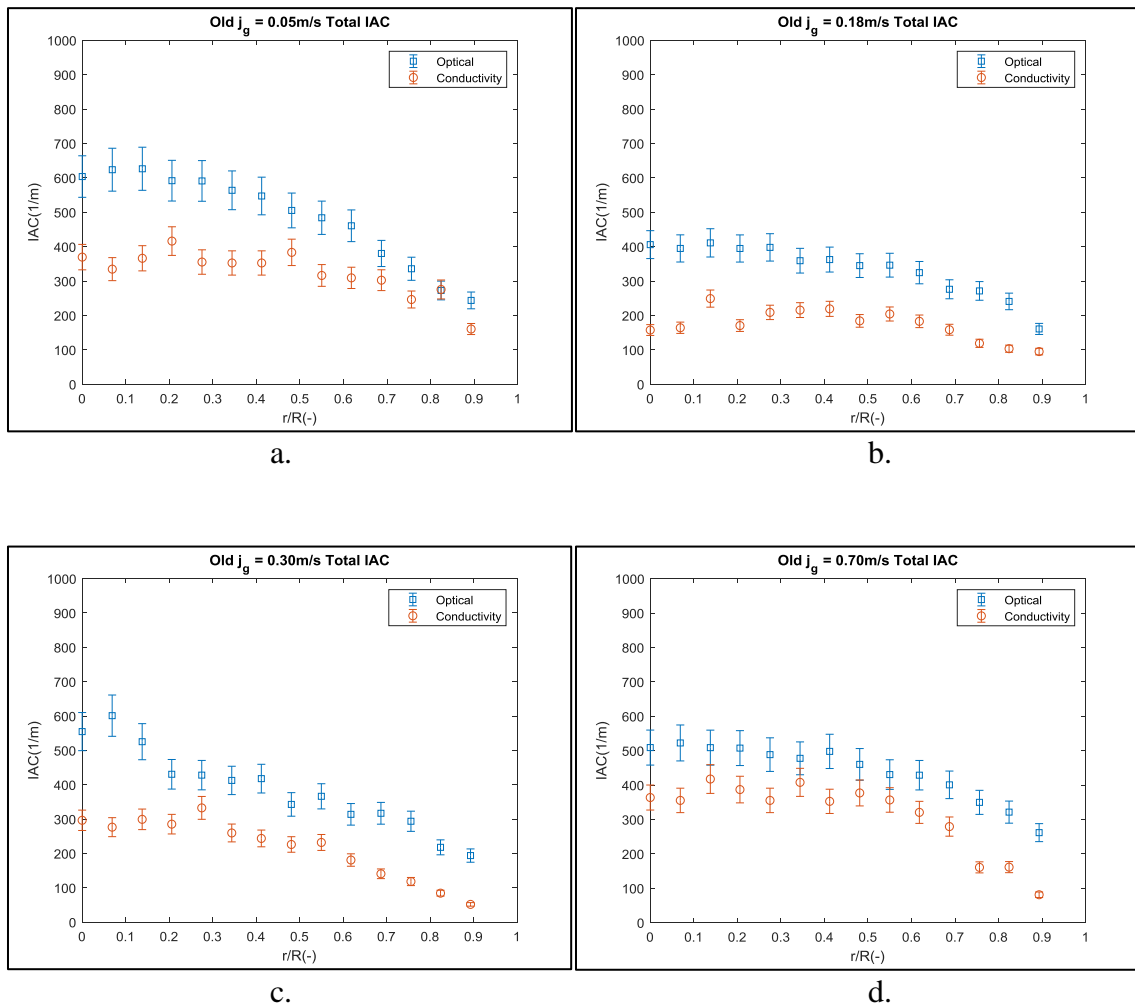 Old j_g = 0.05m/s Total IAC
1000
900
800
700
600
500
400
300
200
100
0
IAC(1/m)
Optical
Conductivity
0 0.1 0.2 0.3 0.4 0.5 0.6 0.7 0.8 0.9 1
r/R(-)
a.
Old j_g = 0.18m/s Total IAC
1000
900
800
700
600
500
400
300
200
100
0
IAC(1/m)
Optical
Conductivity
0 0.1 0.2 0.3 0.4 0.5 0.6 0.7 0.8 0.9 1
r/R(-)
b.
Old j_g = 0.30m/s Total IAC
1000
900
800
700
600
500
400
300
200
100
0
IAC(1/m)
Optical
Conductivity
0 0.1 0.2 0.3 0.4 0.5 0.6 0.7 0.8 0.9 1
r/R(-)
c.
Old j_g = 0.70m/s Total IAC
1000
900
800
700
600
500
400
300
200
100
0
IAC(1/m)
Optical
Conductivity
0 0.1 0.2 0.3 0.4 0.5 0.6 0.7 0.8 0.9 1
r/R(-)
d.